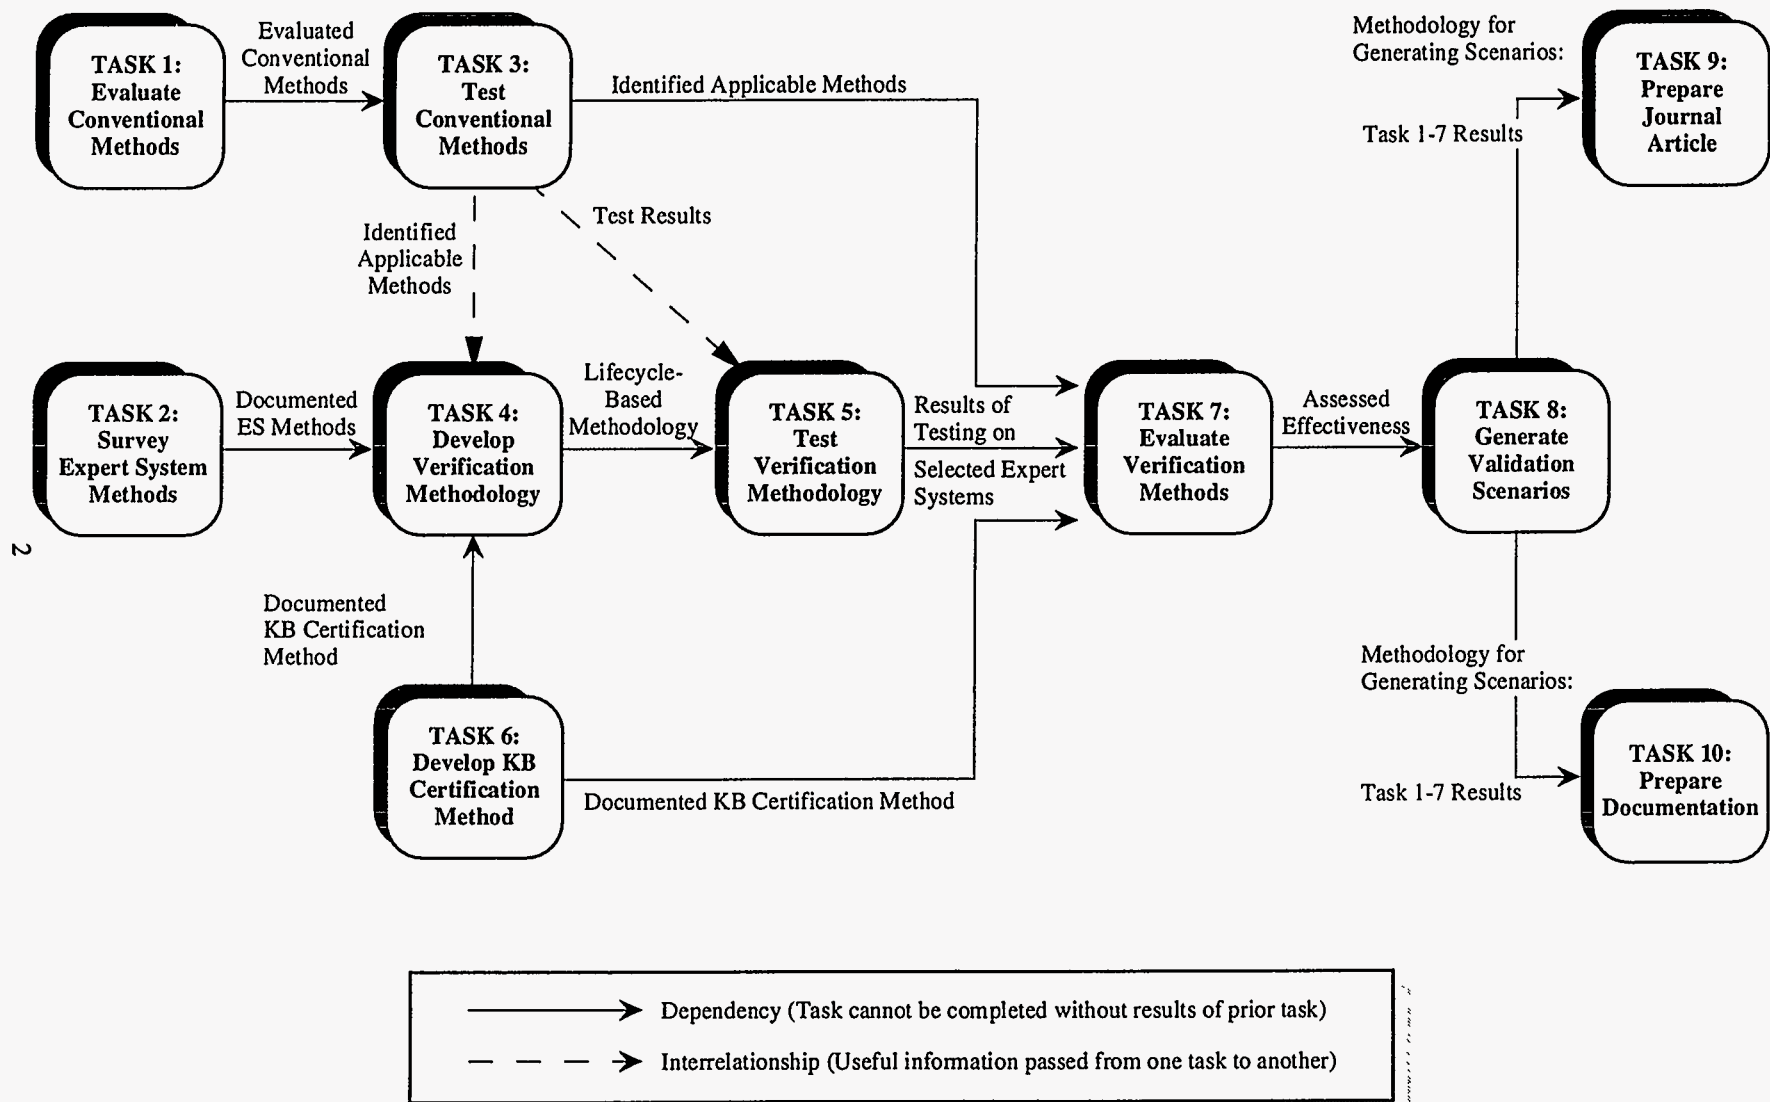 TASK 1:
Evaluate
Conventional
Methods
Evaluated
Conventional
Methods
TASK 3:
Test
Conventional
Methods
Identified Applicable Methods
Methodology for
Generating Scenarios:
Task 1-7 Results
TASK 9:
Prepare
Journal
Article
Identified
Applicable
Methods
Test Results
TASK 2:
Survey
Expert System
Methods
Documented
ES Methods
TASK 4:
Develop
Verification
Methodology
Lifecycle-
Based
Methodology
TASK 5:
Test
Verification
Methodology
Results of
Testing on
Selected Expert
Systems
TASK 7:
Evaluate
Verification
Methods
Assessed
Effectiveness
TASK 8:
Generate
Validation
Scenarios
2
Documented
KB Certification
Method
TASK 6:
Develop KB
Certification
Method
Documented KB Certification Method
Methodology for
Generating Scenarios:
Task 1-7 Results
TASK 10:
Prepare
Documentation
Dependency (Task cannot be completed without results of prior task)
Interrelationship (Useful information passed from one task to another)